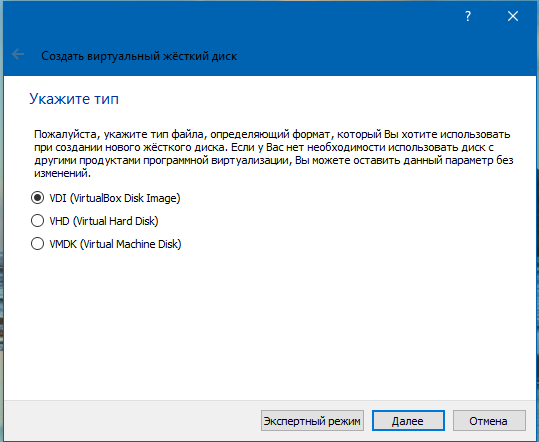 ?
Создать виртуальный жёсткий диск
Укажите тип
Пожалуйста, укажите тип файла, определяющий формат, который Вы хотите использовать
при создании нового жёсткого диска. Если у Вас нет необходимости использовать диск с
другими продуктами программной виртуализации, Вы можете оставить данный параметр без
изменений.
VDI (VirtualBox Disk Image)
VHD (Virtual Hard Disk)
VMDK (Virtual Machine Disk)
Экспертный режим Далее Отмена